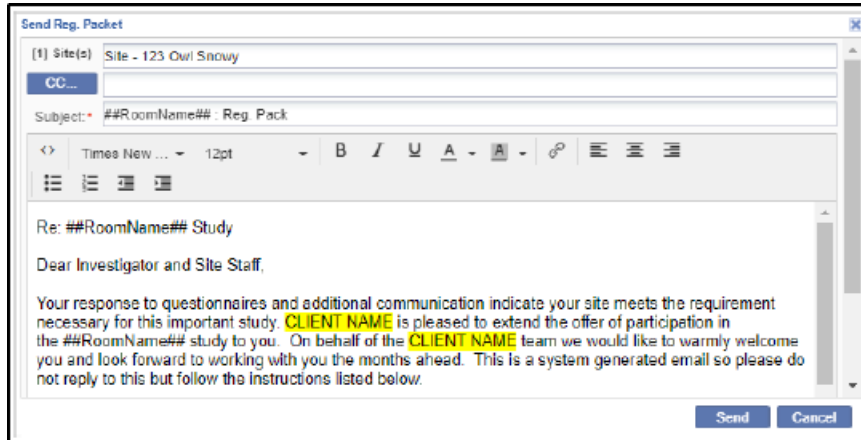 Send Reg. Packet
(1) Site(s) Site - 123 Owl Snowy
CC...
Subject:* ##RoomName## : Reg. Pack
Times New ... 12pt B I U A A
Re: ##RoomName## Study
Dear Investigator and Site Staff,
Your response to questionnaires and additional communication indicate your site meets the requirement
necessary for this important study. CLIENT NAME is pleased to extend the offer of participation in
the ##RoomName## study to you. On behalf of the CLIENT NAME team we would like to warmly welcome
you and look forward to working with you the months ahead. This is a system generated email so please do
not reply to this but follow the instructions listed below.
Send Cancel